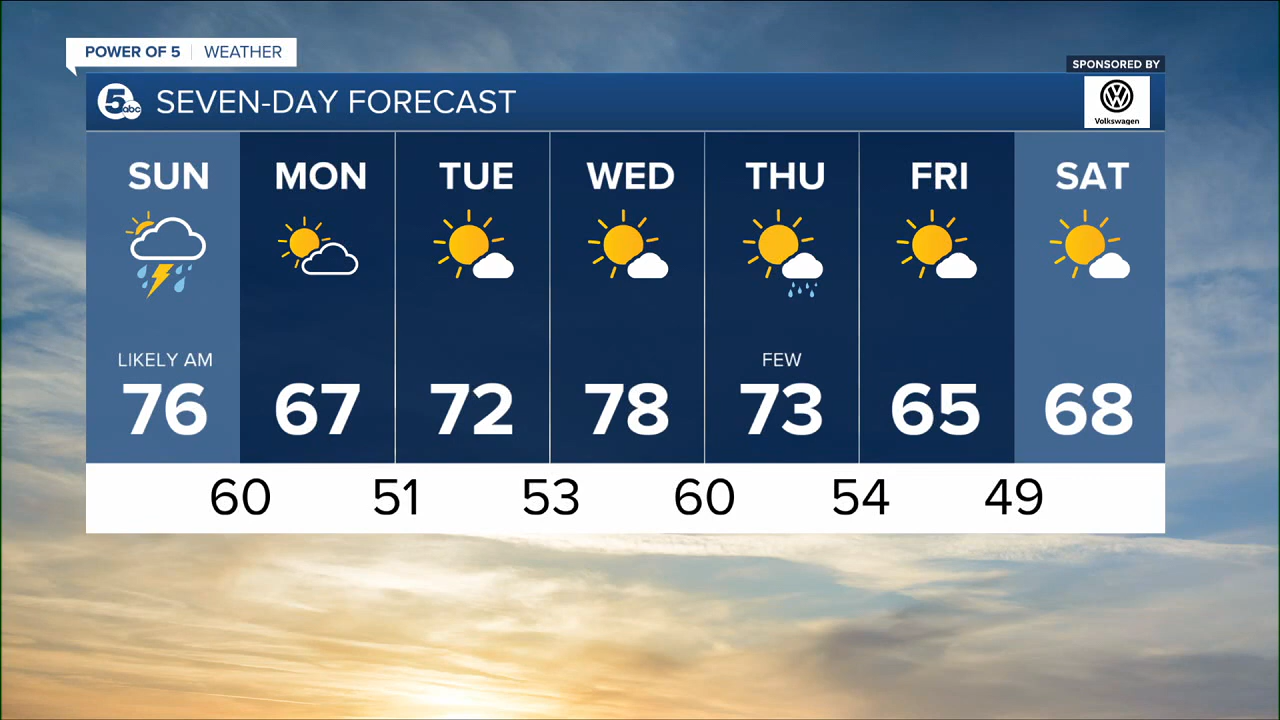 POWER OF 5 WEATHER
SPONSORED BY
5 abc SEVEN-DAY FORECAST
Volkswagen
SUN MON TUE WED THU FRI SAT
LIKELY AM FEW
76 67 72 78 73 65 68
60 51 53 60 54 49